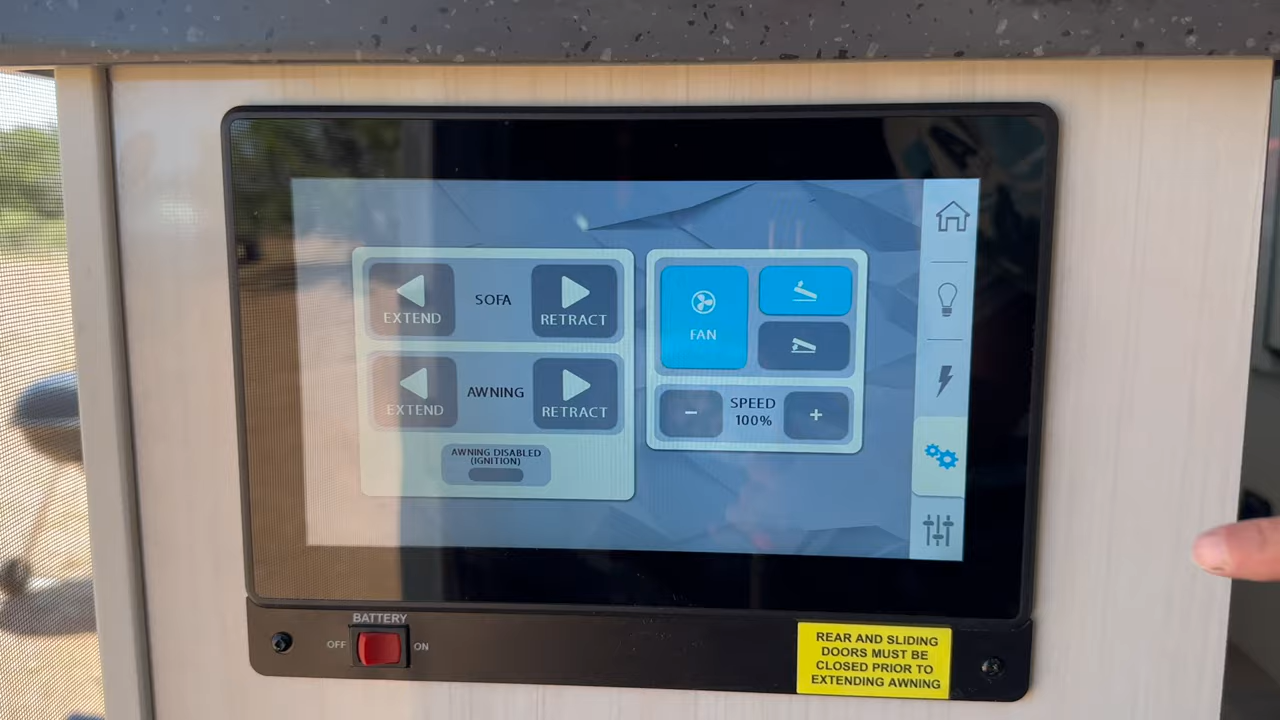 EXTEND
SOFA
RETRACT
EXTEND
AWNING
RETRACT
AWNING DISABLED
(IGNITION)
FAN
-
SPEED
100%
+
BATTERY
OFF
ON
REAR AND SLIDING
DOORS MUST BE
CLOSED PRIOR TO
EXTENDING AWNING